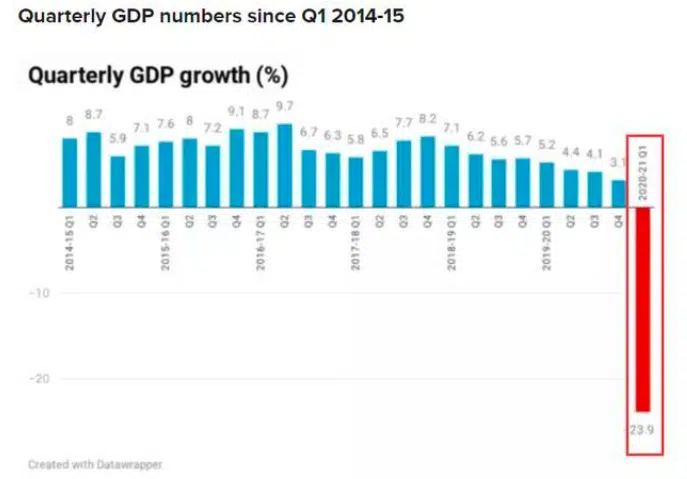 Quarterly GDP numbers since Q1 2014-15
Quarterly GDP growth (%)
8 8.7 5.9 7.1 7.6 8 7.2 9.1 8.7 9.7 6.7 6.3 5.8 6.5 7.7 8.2 7.1 6.2 5.6 5.7 5.2 4.4 4.1 3.1
2014-15 Q1 Q2 Q3 Q4 2015-16 Q1 Q2 Q3 Q4 2016-17 Q1 Q2 Q3 Q4 2017-18 Q1 Q2 Q3 Q4 2018-19 Q1 Q2 Q3 Q4 2019-20 Q1 Q2 Q3 Q4 2020-21 Q1
-10
-20
-23.9
Created with Datawrapper